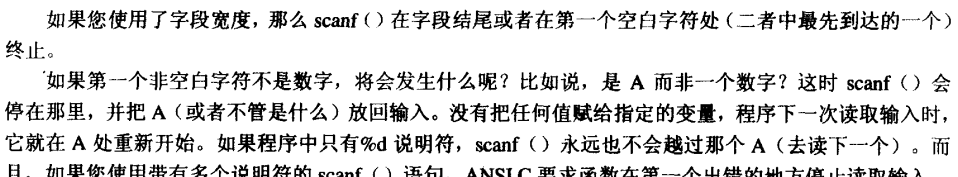 如果您使用了字段宽度，那么 scanf（）在字段结尾或者在第一个空白字符处（二者中最先到达的一个）
终止。
如果第一个非空白字符不是数字，将会发生什么呢？比如说，是 A 而非一个数字？这时 scanf（）会
停在那里，并把 A（或者不管是什么）放回输入。没有把任何值赋给指定的变量，程序下一次读取输入时，
它就在 A 处重新开始。如果程序中只有%d 说明符，scanf（）永远也不会越过那个 A（去读下一个）。而
且，如果您使用带有多个说明符的 scanf（）语句，ANSI C 要求函数在第一个出错的地方停止读取输入。